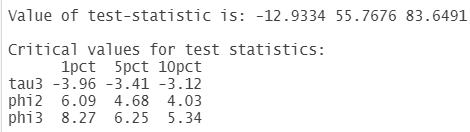 Value of test-statistic is: -12.9334 55.7676 83.6491
Critical values for test statistics:
1pct 5pct 10pct
tau3 -3.96 -3.41 -3.12
phi2 6.09 4.68 4.03
phi3 8.27 6.25 5.34